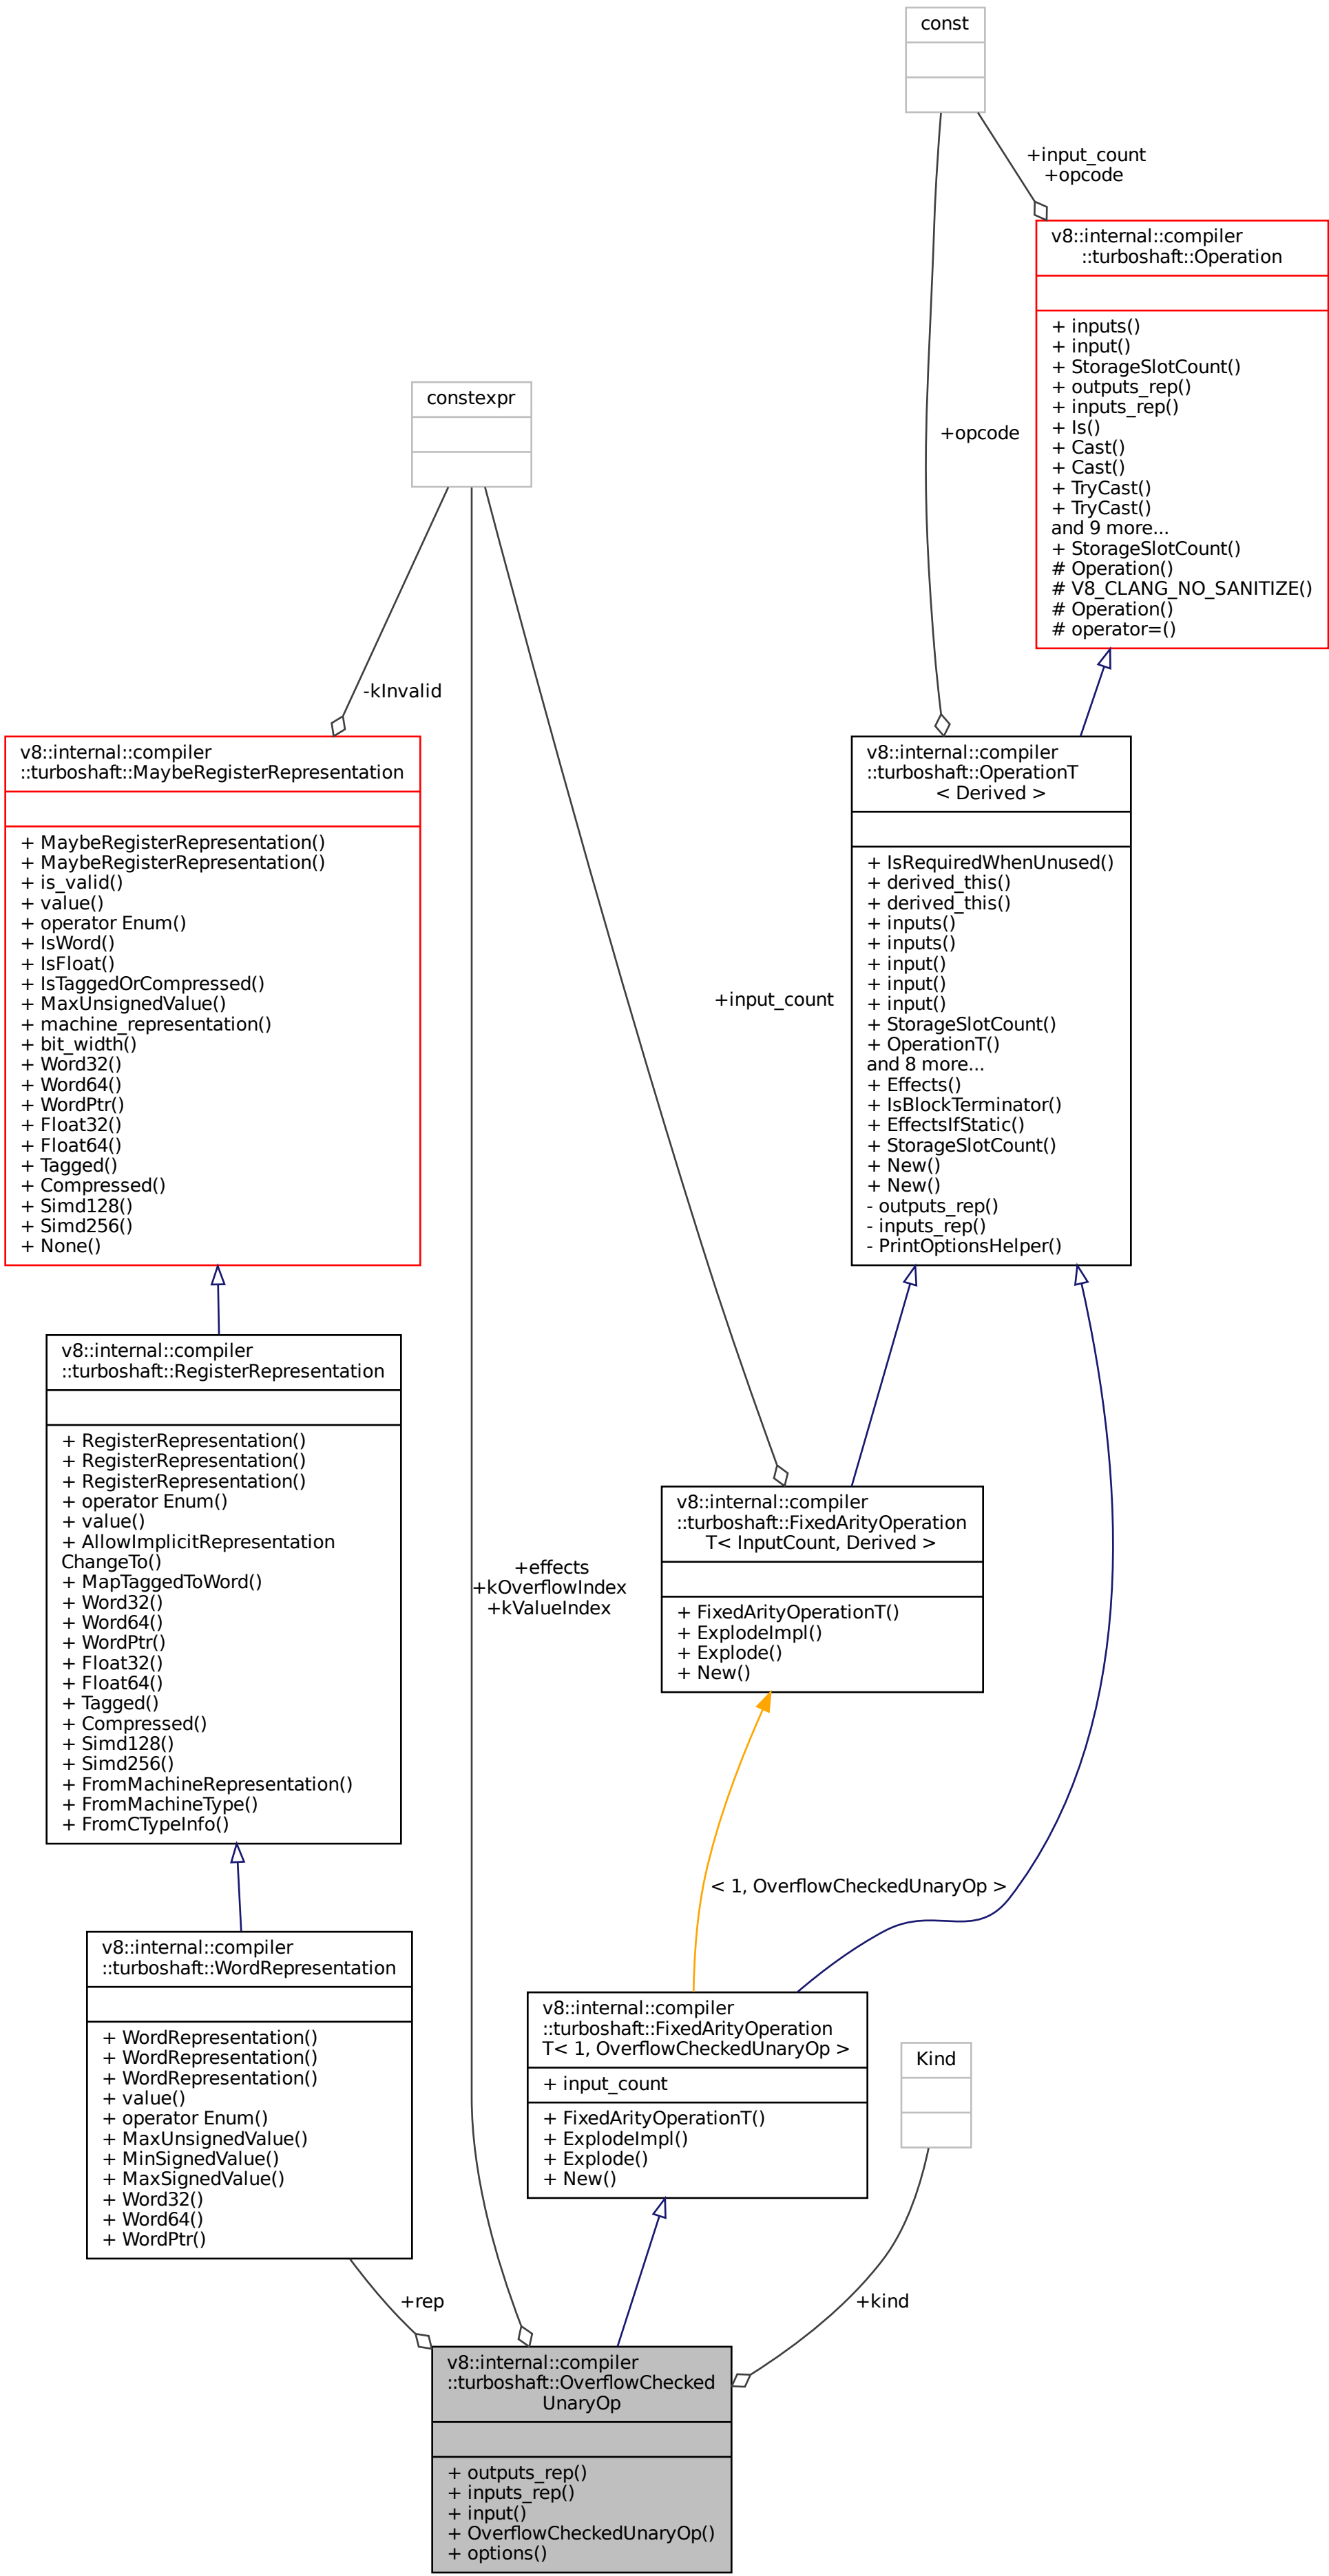 const
+input_count
+opcode
v8::internal::compiler
::turboshaft::Operation
+ inputs()
+ input()
+ StorageSlotCount()
+ outputs_rep()
+ inputs_rep()
+ Is()
+ Cast()
+ Cast()
+ TryCast()
+ TryCast()
and 9 more...
+ StorageSlotCount()
# Operation()
# V8_CLANG_NO_SANITIZE()
# Operation()
# operator=()
constexpr
+opcode
-kInvalid
v8::internal::compiler
::turboshaft::MaybeRegisterRepresentation
+ MaybeRegisterRepresentation()
+ MaybeRegisterRepresentation()
+ is_valid()
+ value()
+ operator Enum()
+ IsWord()
+ IsFloat()
+ IsTaggedOrCompressed()
+ MaxUnsignedValue()
+ machine_representation()
+ bit_width()
+ Word32()
+ Word64()
+ WordPtr()
+ Float32()
+ Float64()
+ Tagged()
+ Compressed()
+ Simd128()
+ Simd256()
+ None()
v8::internal::compiler
::turboshaft::OperationT
< Derived >
+ IsRequiredWhenUnused()
+ derived_this()
+ derived_this()
+ inputs()
+ inputs()
+ input()
+ input()
+ input()
+ StorageSlotCount()
+ OperationT()
and 8 more...
+ Effects()
+ IsBlockTerminator()
+ EffectsIfStatic()
+ StorageSlotCount()
+ New()
+ New()
- outputs_rep()
- inputs_rep()
- PrintOptionsHelper()
+input_count
v8::internal::compiler
::turboshaft::RegisterRepresentation
+ RegisterRepresentation()
+ RegisterRepresentation()
+ RegisterRepresentation()
+ operator Enum()
+ value()
+ AllowImplicitRepresentation
ChangeTo()
+ MapTaggedToWord()
+ Word32()
+ Word64()
+ WordPtr()
+ Float32()
+ Float64()
+ Tagged()
+ Compressed()
+ Simd128()
+ Simd256()
+ FromMachineRepresentation()
+ FromMachineType()
+ FromCTypeInfo()
+effects
+kOverflowIndex
+kValueIndex
v8::internal::compiler
::turboshaft::FixedArityOperation
T< InputCount, Derived >
+ FixedArityOperationT()
+ ExplodeImpl()
+ Explode()
+ New()
< 1, OverflowCheckedUnaryOp >
v8::internal::compiler
::turboshaft::WordRepresentation
+ WordRepresentation()
+ WordRepresentation()
+ WordRepresentation()
+ value()
+ operator Enum()
+ MaxUnsignedValue()
+ MinSignedValue()
+ MaxSignedValue()
+ Word32()
+ Word64()
+ WordPtr()
v8::internal::compiler
::turboshaft::FixedArityOperation
T< 1, OverflowCheckedUnaryOp >
+ input_count
+ FixedArityOperationT()
+ ExplodeImpl()
+ Explode()
+ New()
Kind
+rep
+kind
v8::internal::compiler
::turboshaft::OverflowChecked
UnaryOp
+ outputs_rep()
+ inputs_rep()
+ input()
+ OverflowCheckedUnaryOp()
+ options()